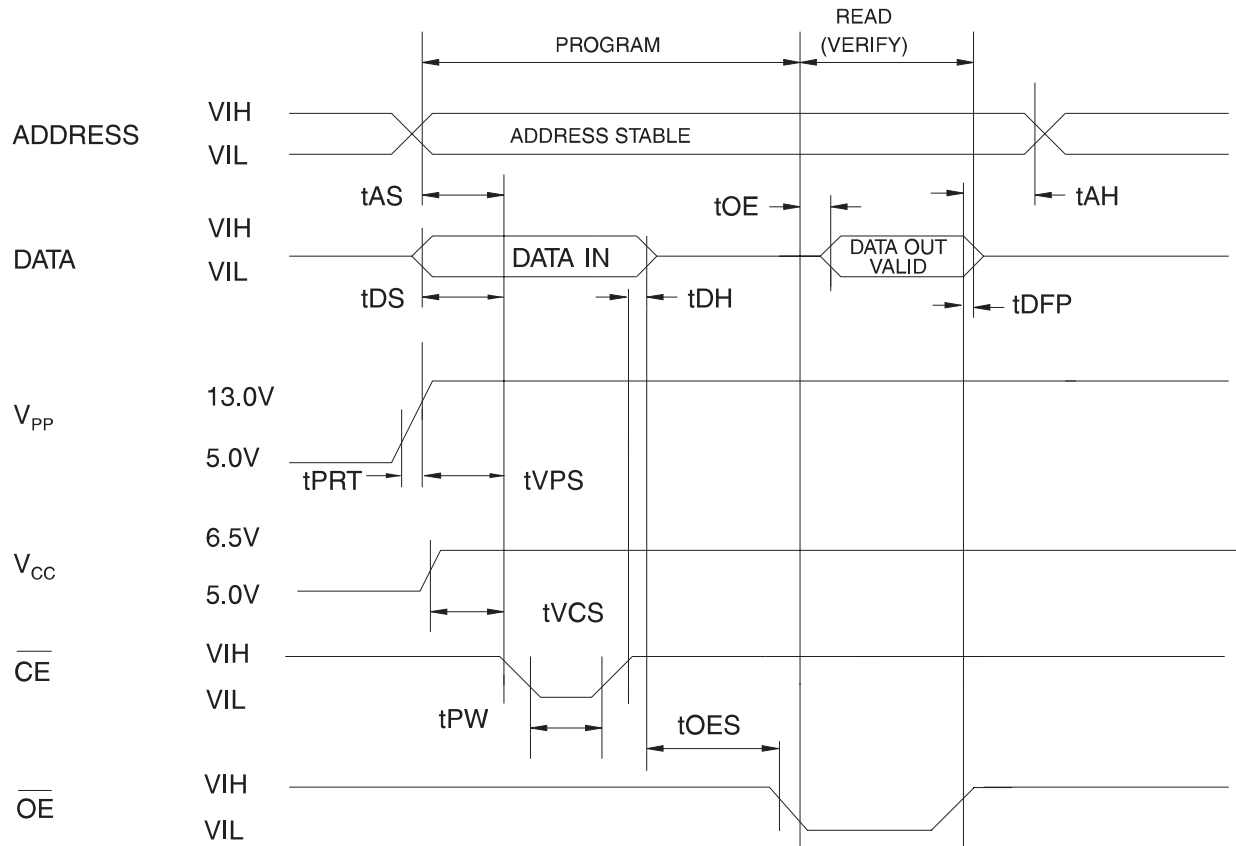 READ
PROGRAM (VERIFY)
VIH
ADDRESS ADDRESS STABLE
VIL
tAS tOE tAH
VIH
DATA DATA IN DATA OUT VALID
VIL
tDS tDH tDFP
13.0V
VPP
5.0V
tPRT tVPS
6.5V
VCC
5.0V
tVCS
VIH
CE
VIL
tPW tOES
VIH
OE
VIL